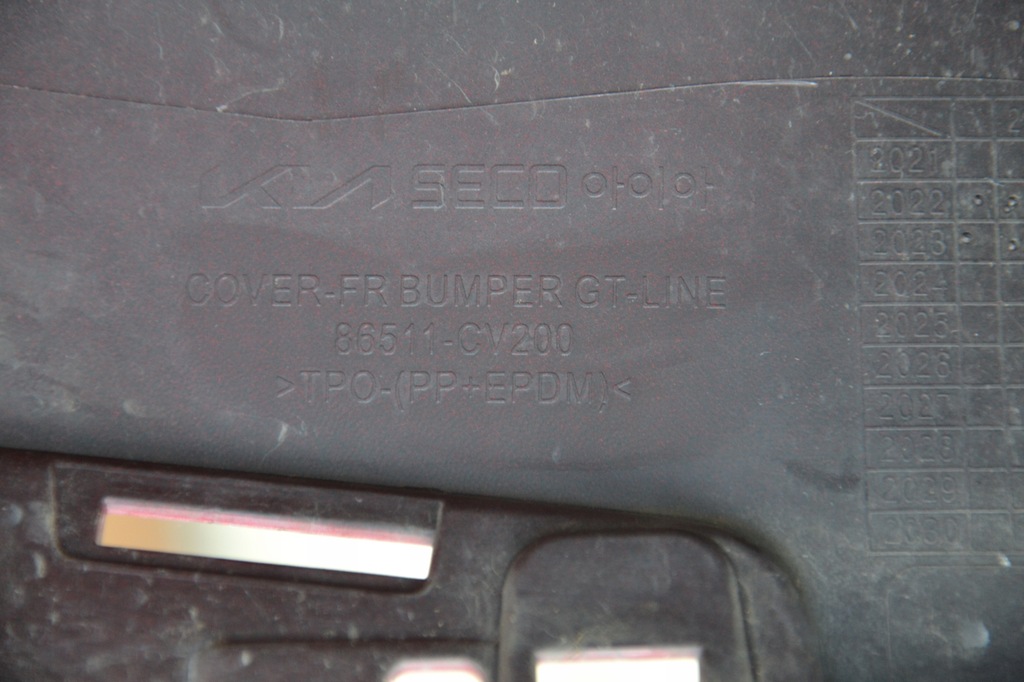 KIA SECO 아이아
COVER-FR BUMPER GT-LINE
86511-CV200
>TPO-(PP+EPDM)<
2021
2022
2023
2024
2025
2026
2027
2028
2029
2030